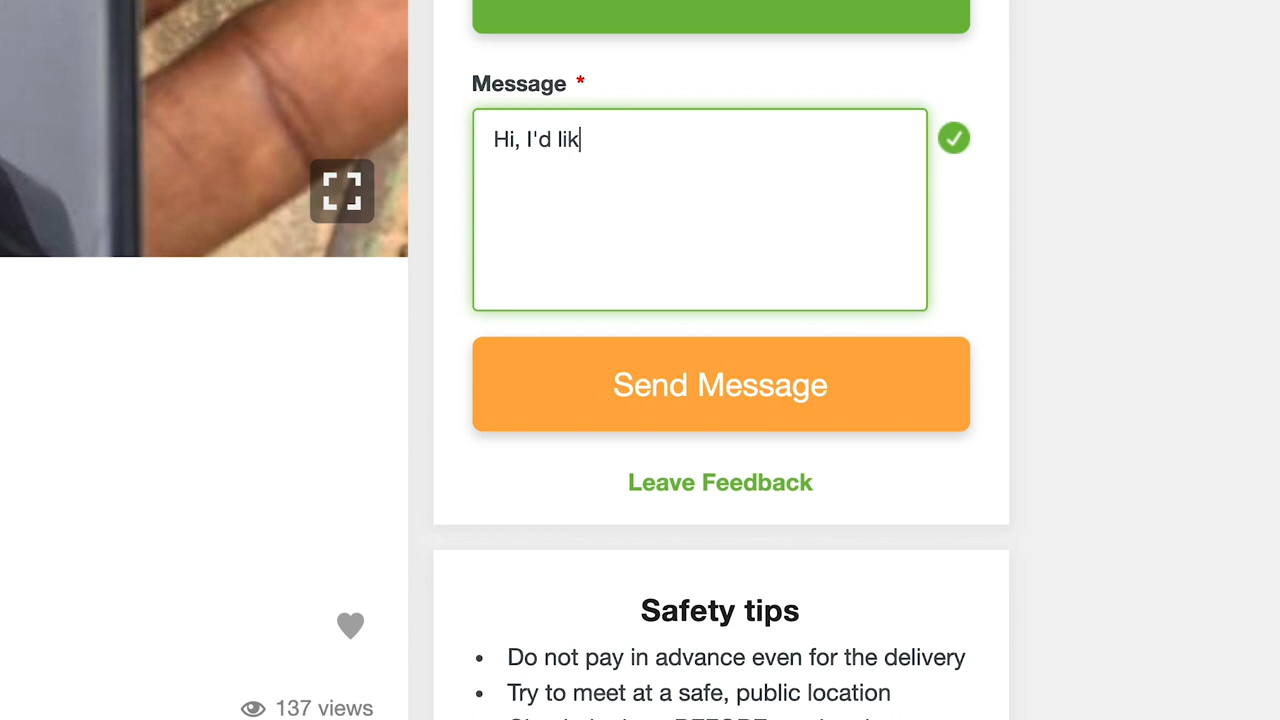 Message *
Hi, I'd lik
Send Message
Leave Feedback
Safety tips
• Do not pay in advance even for the delivery
• Try to meet at a safe, public location
137 views